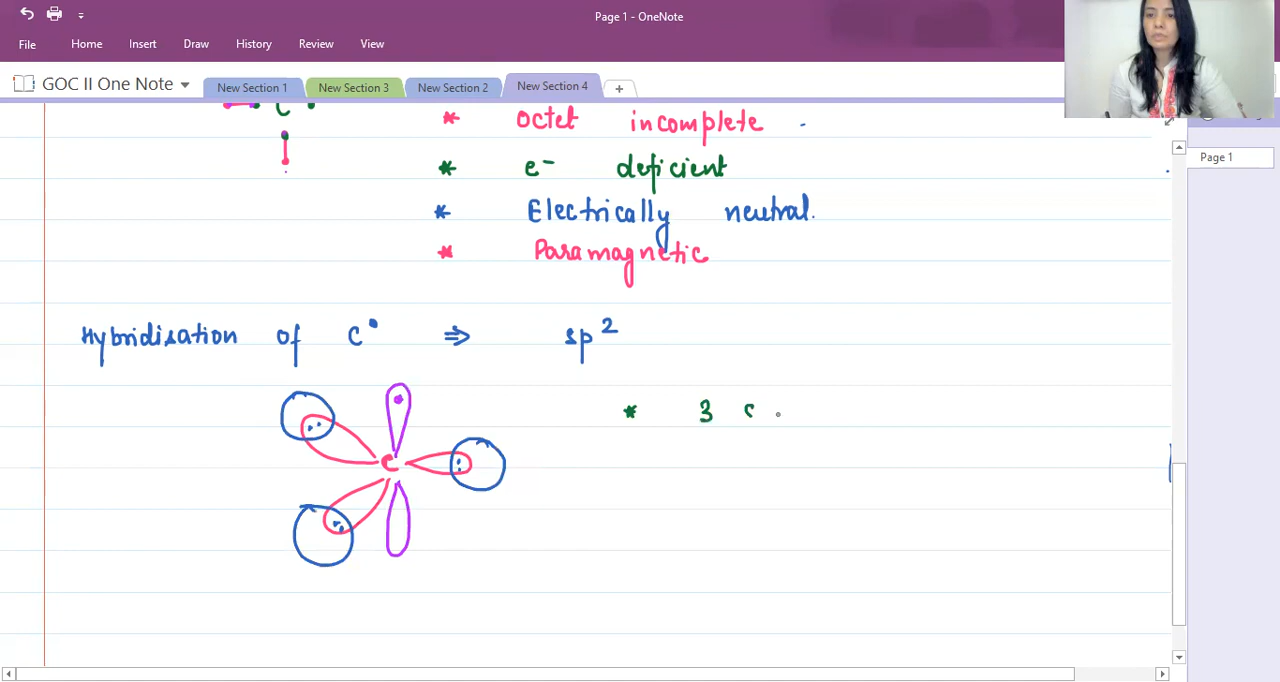 Page 1 - OneNote
File Home Insert Draw History Review View
GOC II One Note New Section 1 New Section 3 New Section 2 New Section 4 +
Page 1
C
* octet incomplete
* e⁻ deficient
* Electrically neutral.
* Paramagnetic
Hybridisation of C• ⇒ sp²
* 3 c
C